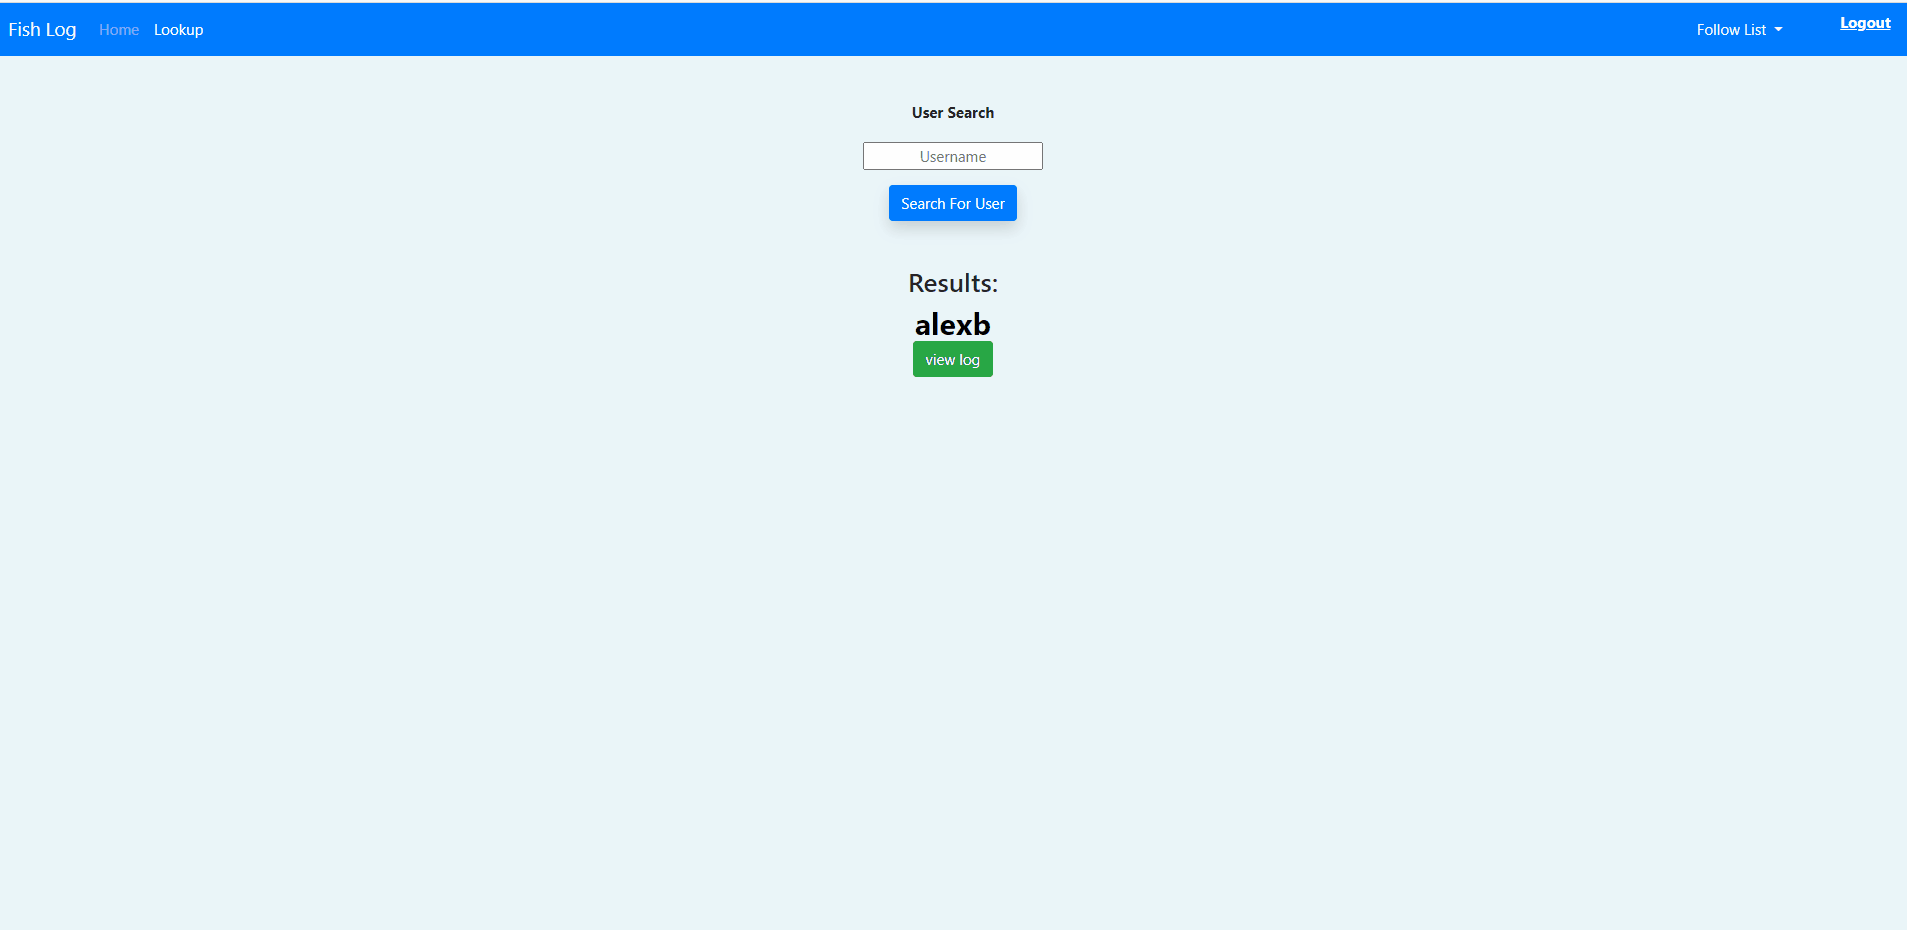 Fish Log Home Lookup Follow List Logout
User Search
Username
Search For User
Results:
alexb
view log